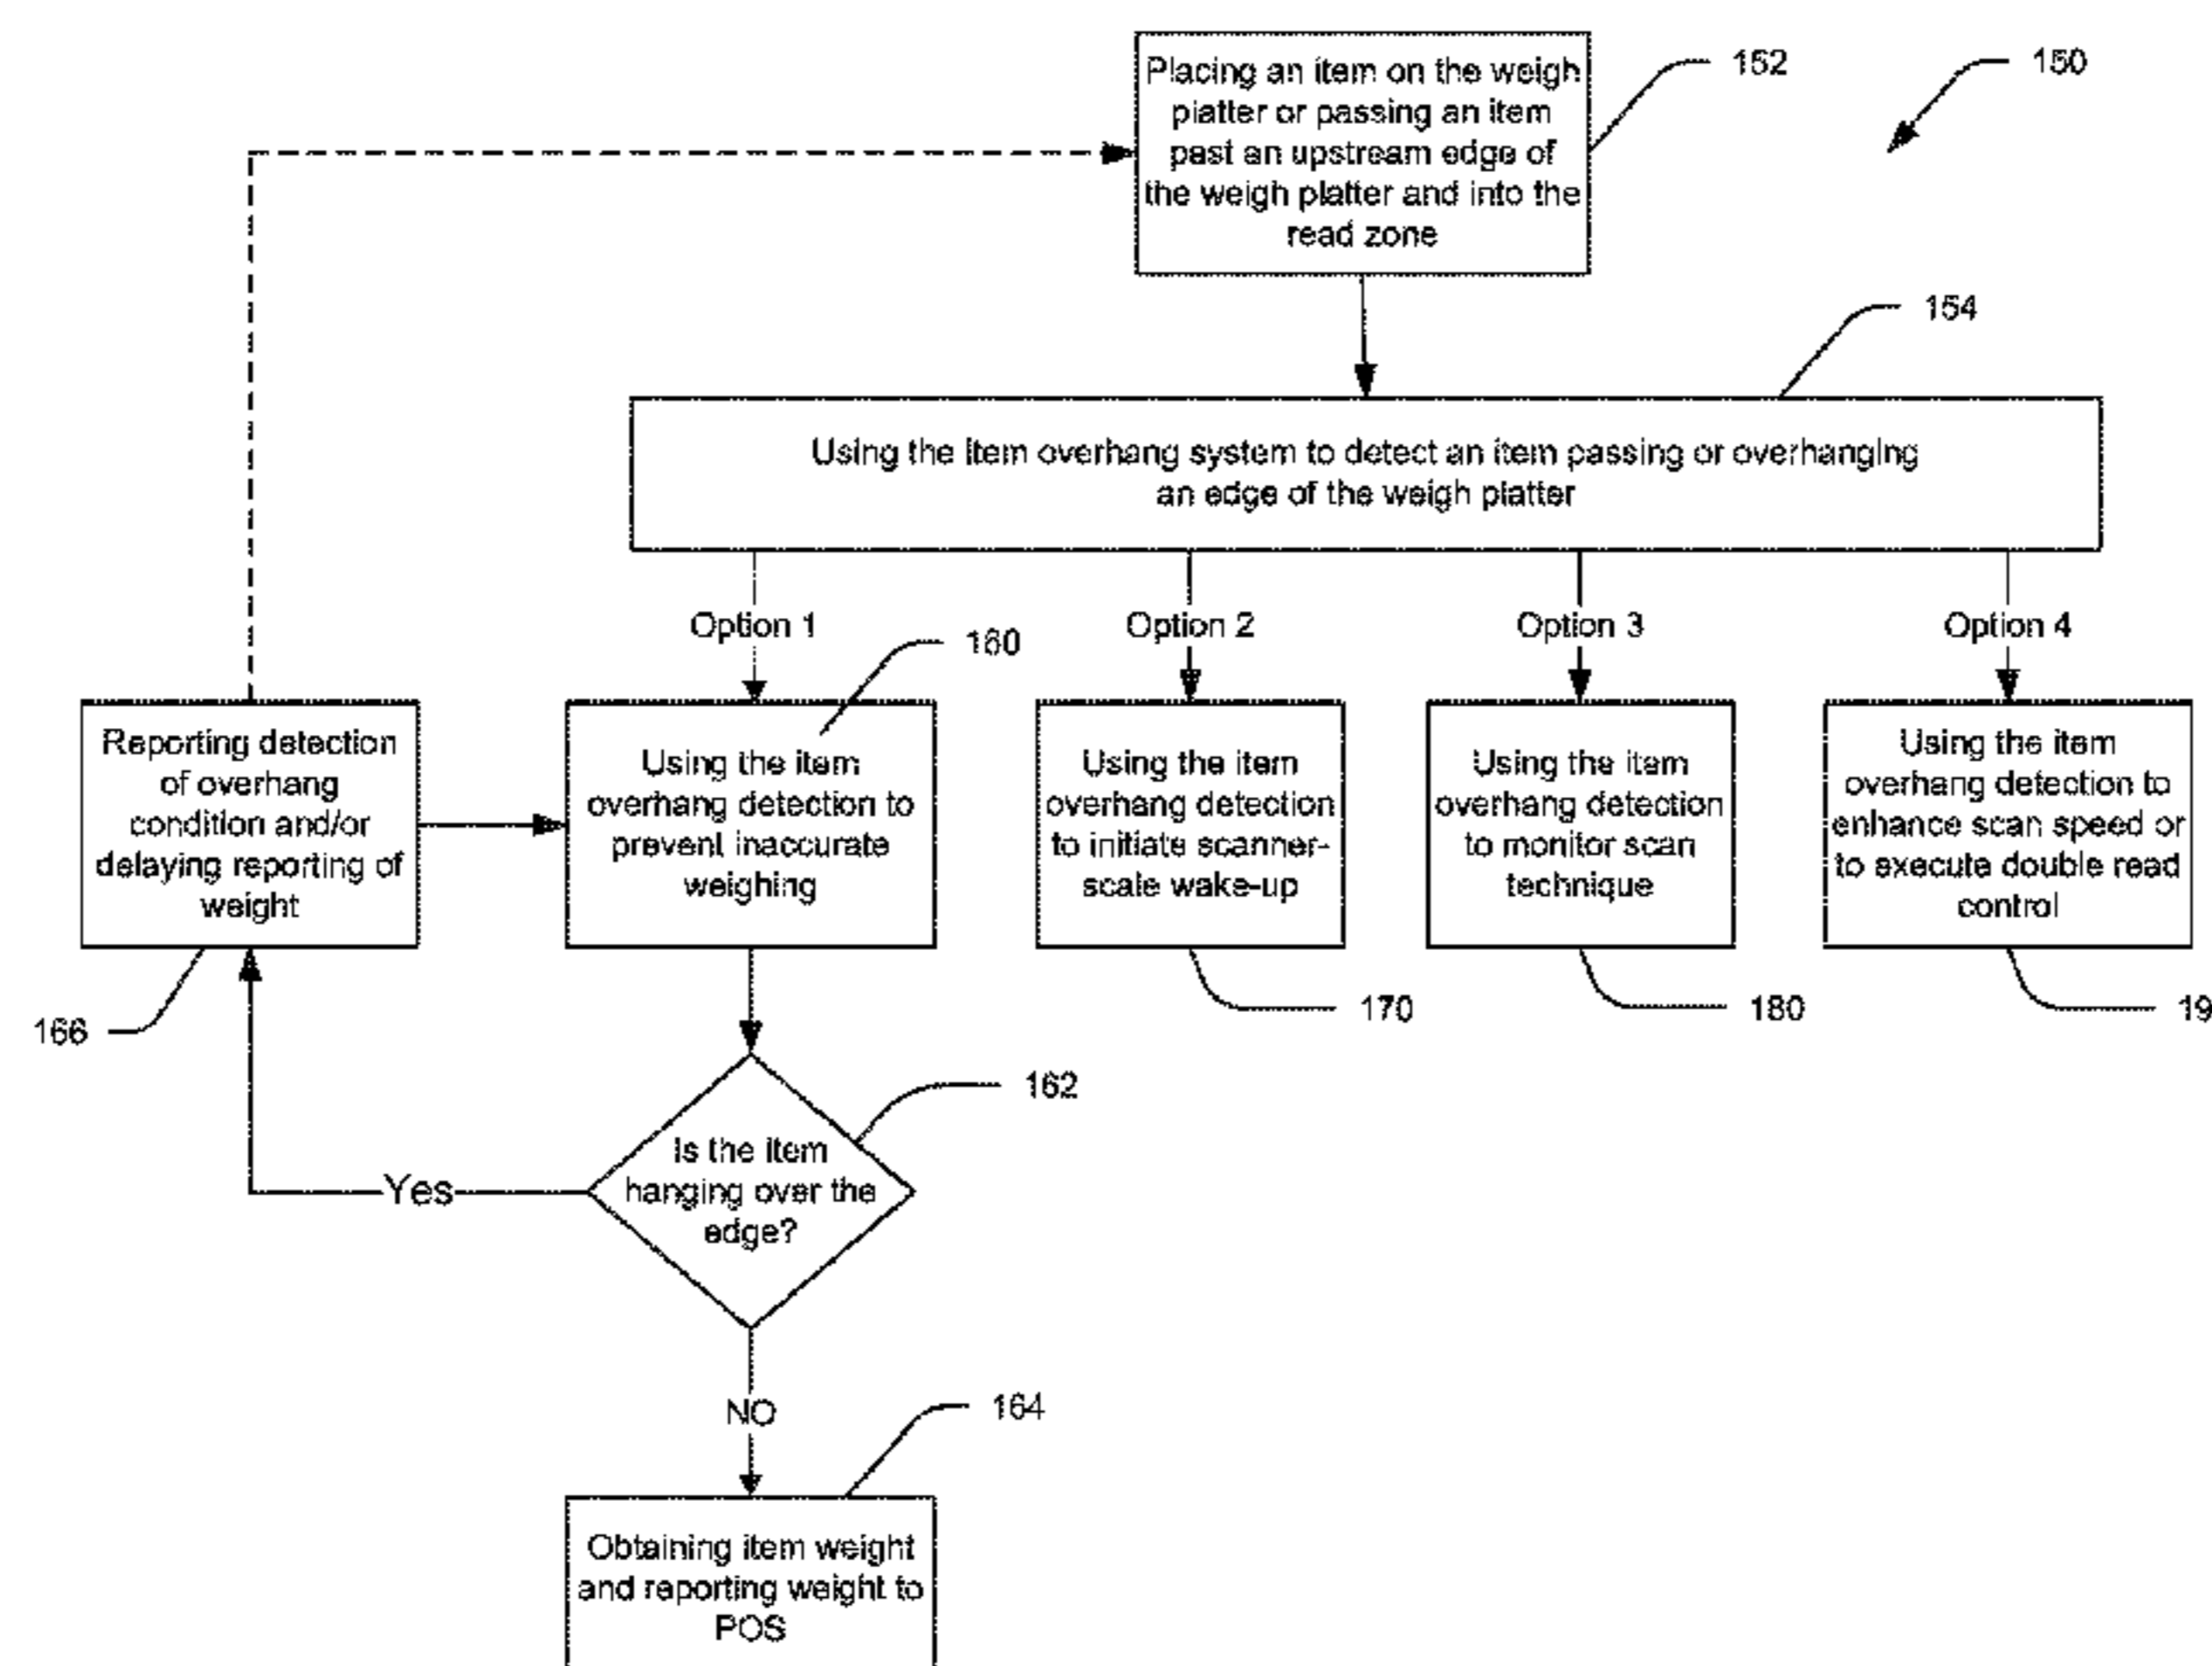 Placing an item on the weigh
platter or passing an item
past an upstream edge of
the weigh platter and into the
read zone
152
150
154
Using the item overhang system to detect an item passing or overhanging
an edge of the weigh platter
Option 1
Option 2
Option 3
Option 4
160
Reporting detection
of overhang
condition and/or
delaying reporting of
weight
Using the item
overhang detection to
prevent inaccurate
weighing
Using the item
overhang detection
to initiate scanner-
scale wake-up
Using the item
overhang detection
to monitor scan
technique
Using the item
overhang detection to
enhance scan speed or
to execute double read
control
166
170
180
19
162
Is the item
hanging over the
edge?
Yes
NO
164
Obtaining item weight
and reporting weight to
POS